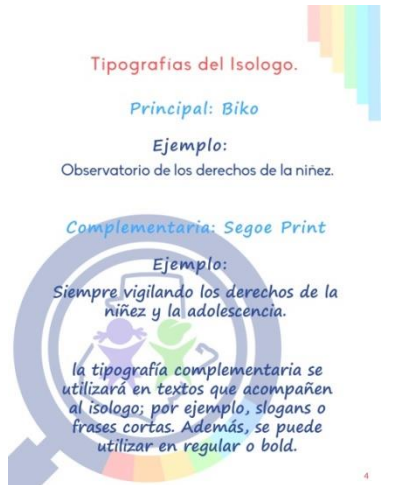 Tipografías del Isologo.
Principal: Biko
Ejemplo:
Observatorio de los derechos de la niñez.
Complementaria: Segoe Print
Ejemplo:
Siempre vigilando los derechos de la
niñez y la adolescencia.
la tipografía complementaria se
utilizará en textos que acompañen
al isologo; por ejemplo, slogans o
frases cortas. Además, se puede
utilizar en regular o bold.
4